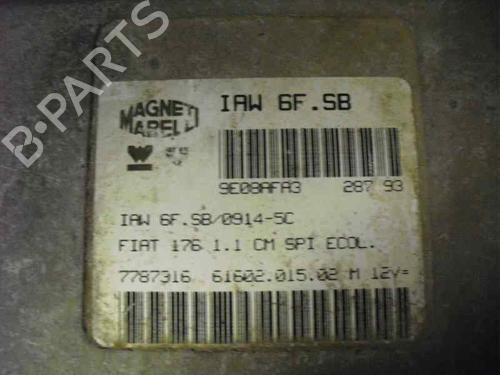 B-PARTS
MAGNETI
MARELLI
IAW 6F.SB
9E08AFA3 287 93
IAW 6F.SB/0914-5C
FIAT 176 1.1 CM SPI ECOL.
7787316 61602.015.02 M 12V=